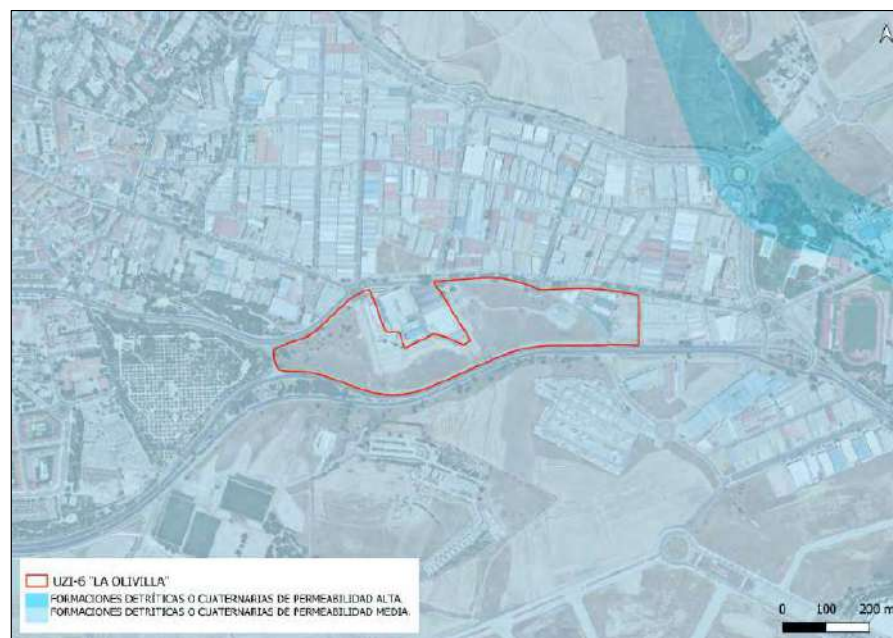 UZI-6 "LA OLIVILLA"
FORMACIONES DETRÍTICAS O CUATERNARIAS DE PERMEABILIDAD ALTA.
FORMACIONES DETRÍTICAS O CUATERNARIAS DE PERMEABILIDAD MEDIA.
0 100 200 m